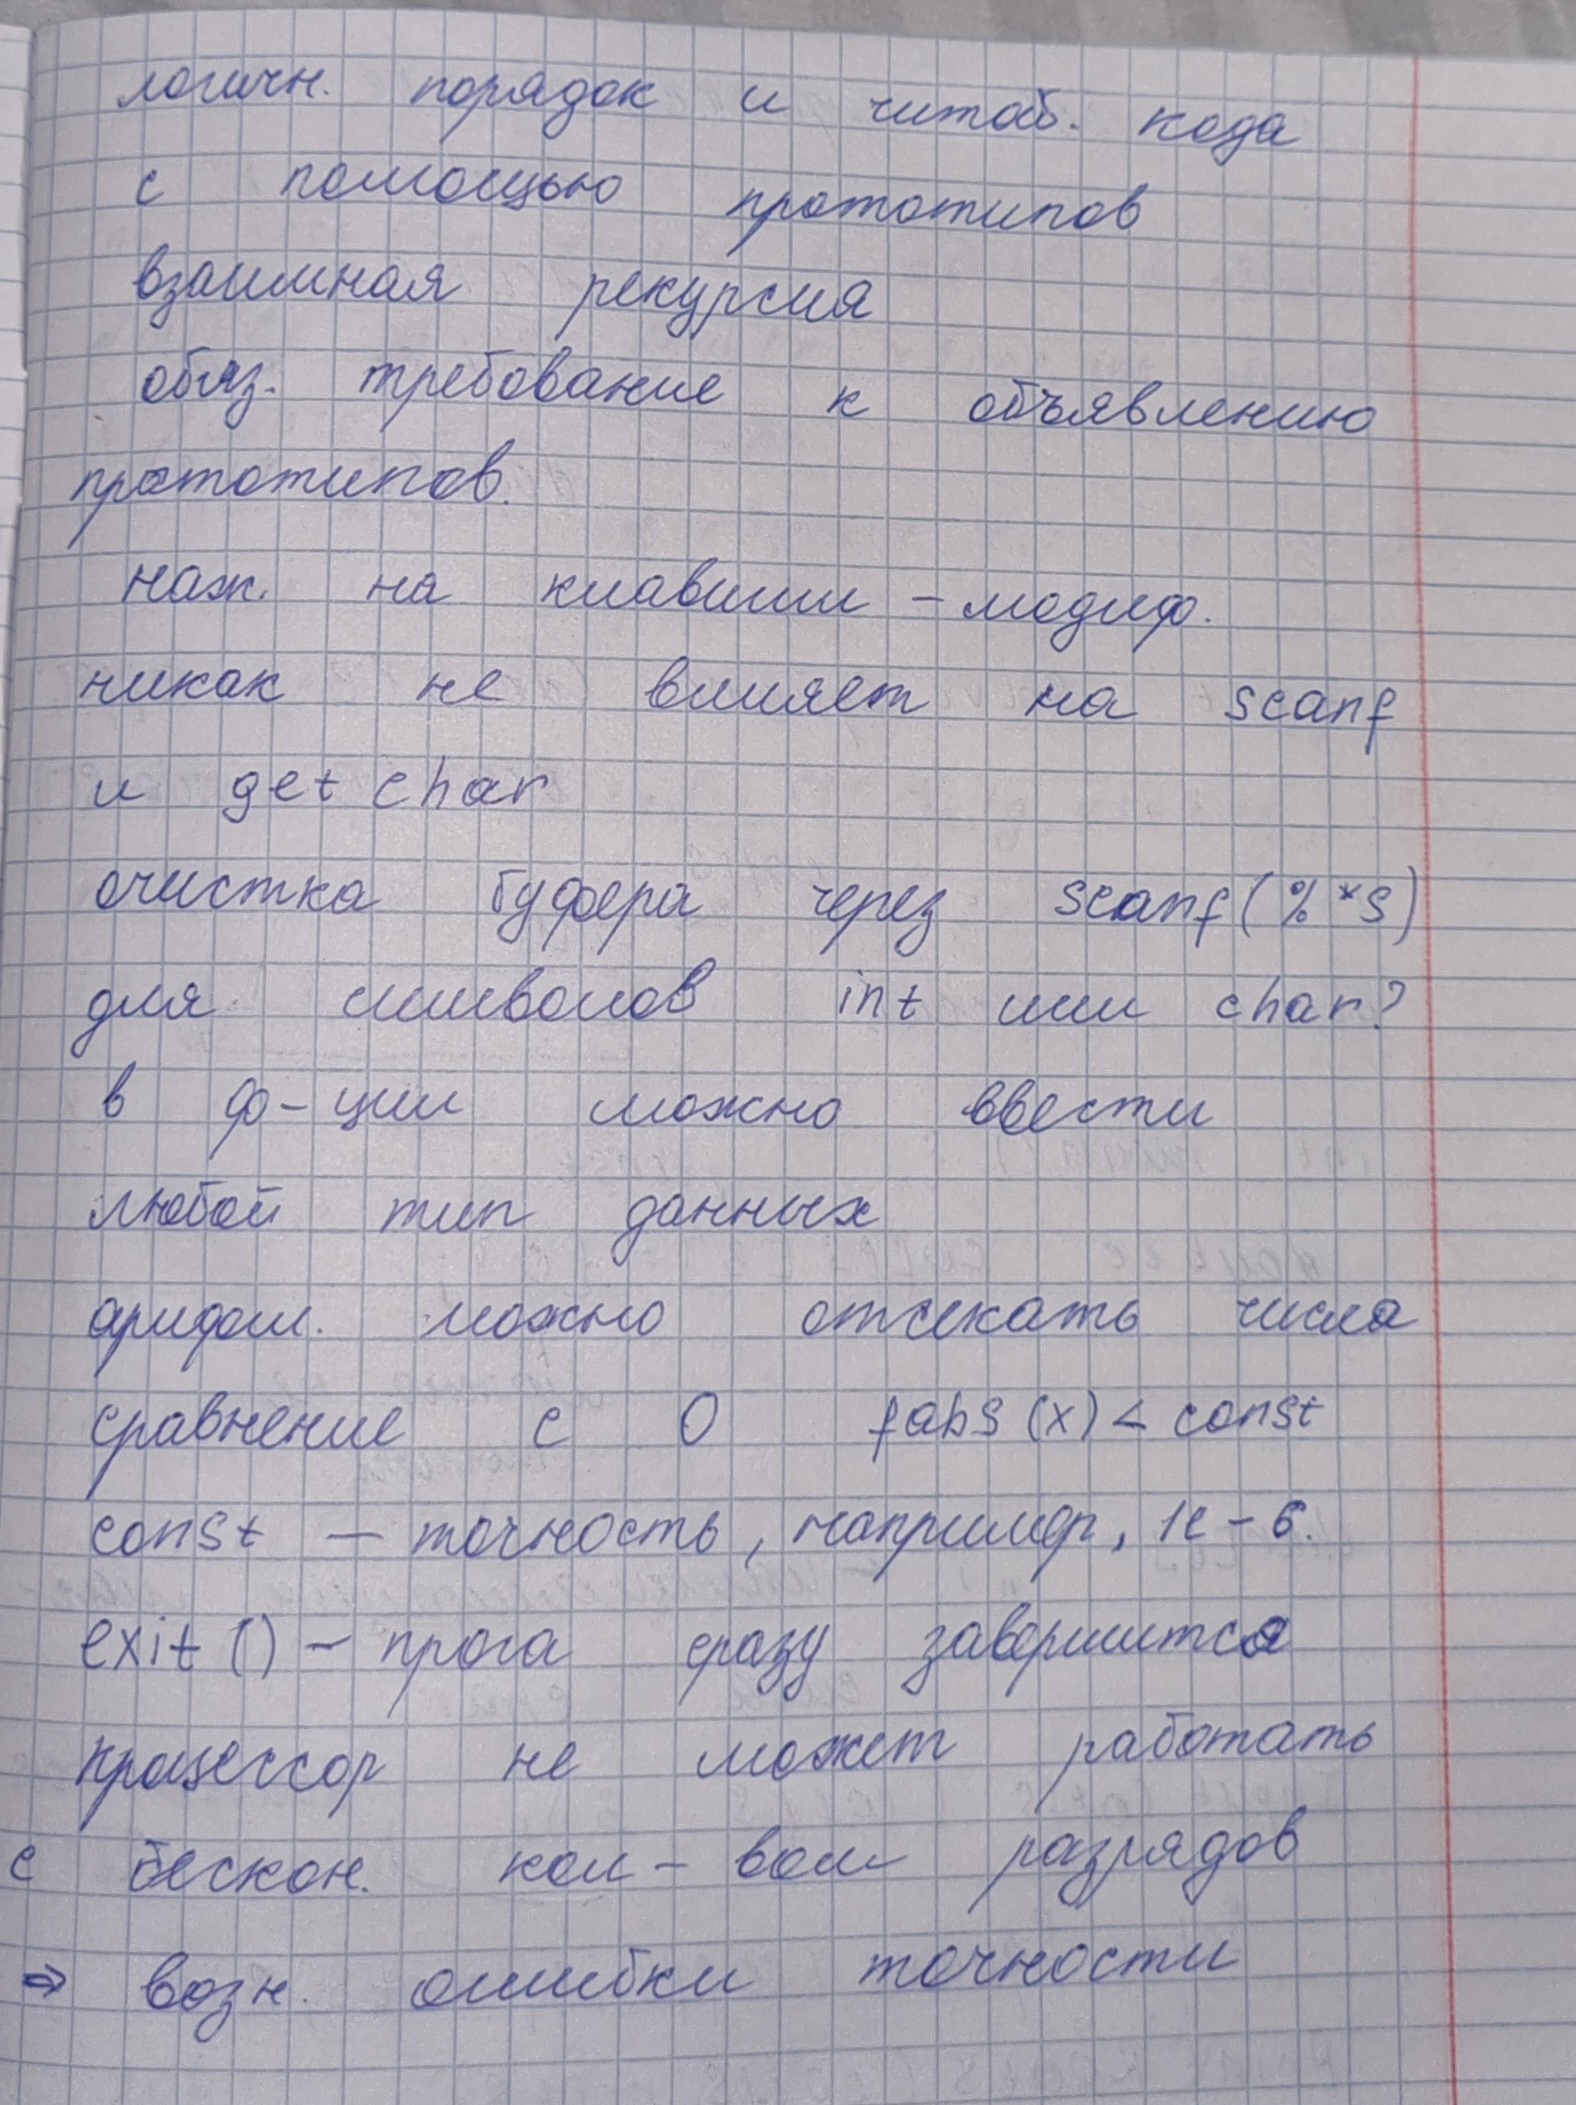 логичн. порядок и читаб. кода
с помощью прототипов
взаимная рекурсия
обяз. требование к объявлению
прототипов.
наж. на клавиши - модиф.
никак не влияет на scanf
и getchar
очистка буфера через scanf(%*s)
для символов int или char?
в ф-ции можно ввести
любой тип данных
можно отсекать числа
сравнение с 0 fabs(x) < const
const — точность, например, 1e-6.
exit() - прога сразу завершится
процессор не может работать
с бескон. кол-вом разрядов
⇒ возн. ошибки точности